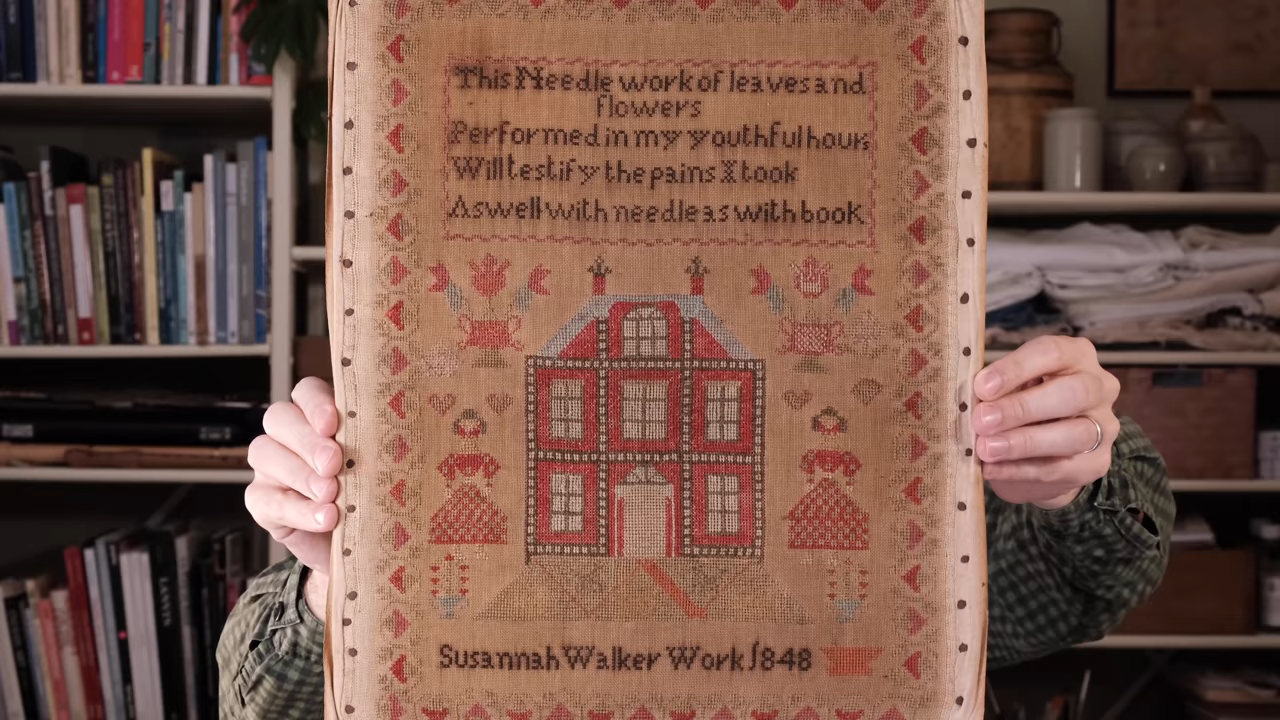 This Needle work of leaves and
flowers
Performed in my youthful hours
Will testify the pains I took
As well with needle as with book
Susannah Walker Work 1848